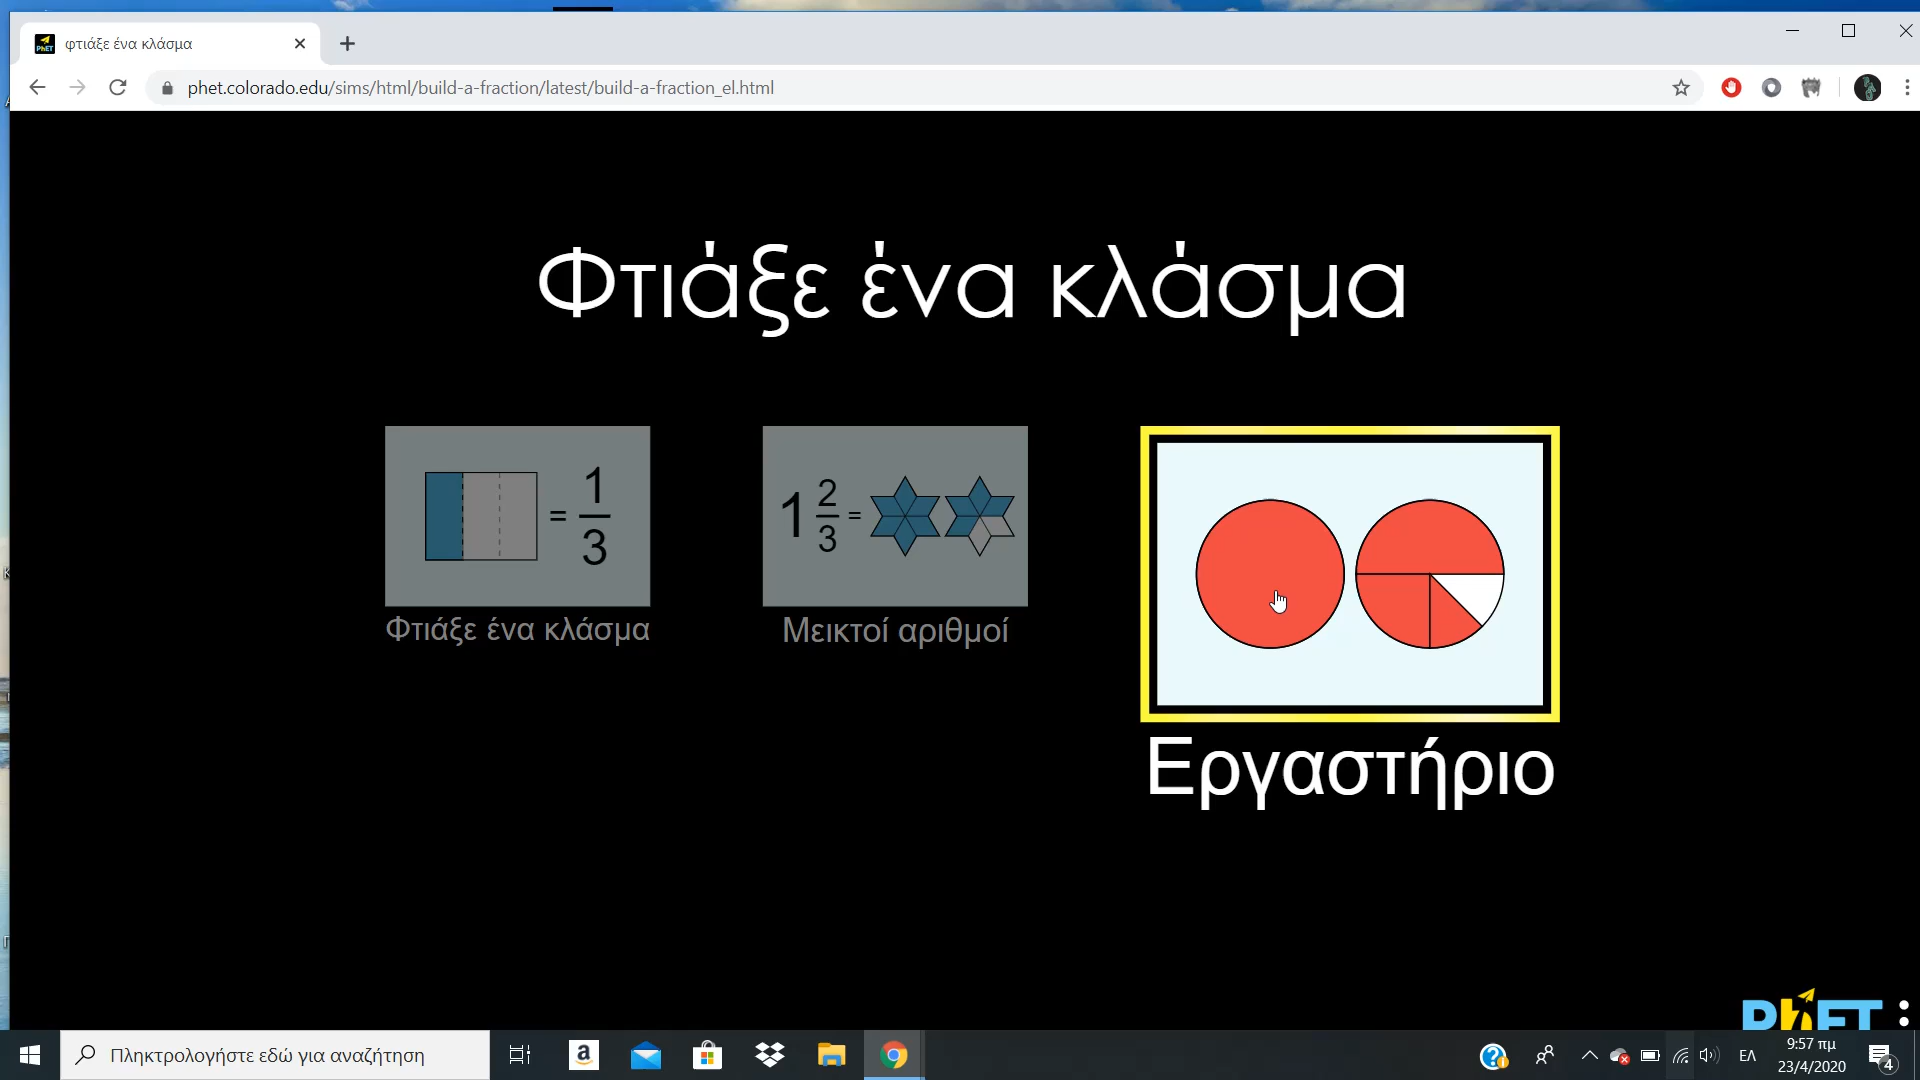 φτιάξε ένα κλάσμα
phet.colorado.edu/sims/html/build-a-fraction/latest/build-a-fraction_el.html
Φτιάξε ένα κλάσμα
= 1/3
1 2/3 =
Φτιάξε ένα κλάσμα
Μεικτοί αριθμοί
Εργαστήριο
PhET
Πληκτρολογήστε εδώ για αναζήτηση
ΕΛ
9:57 πμ
23/4/2020
4